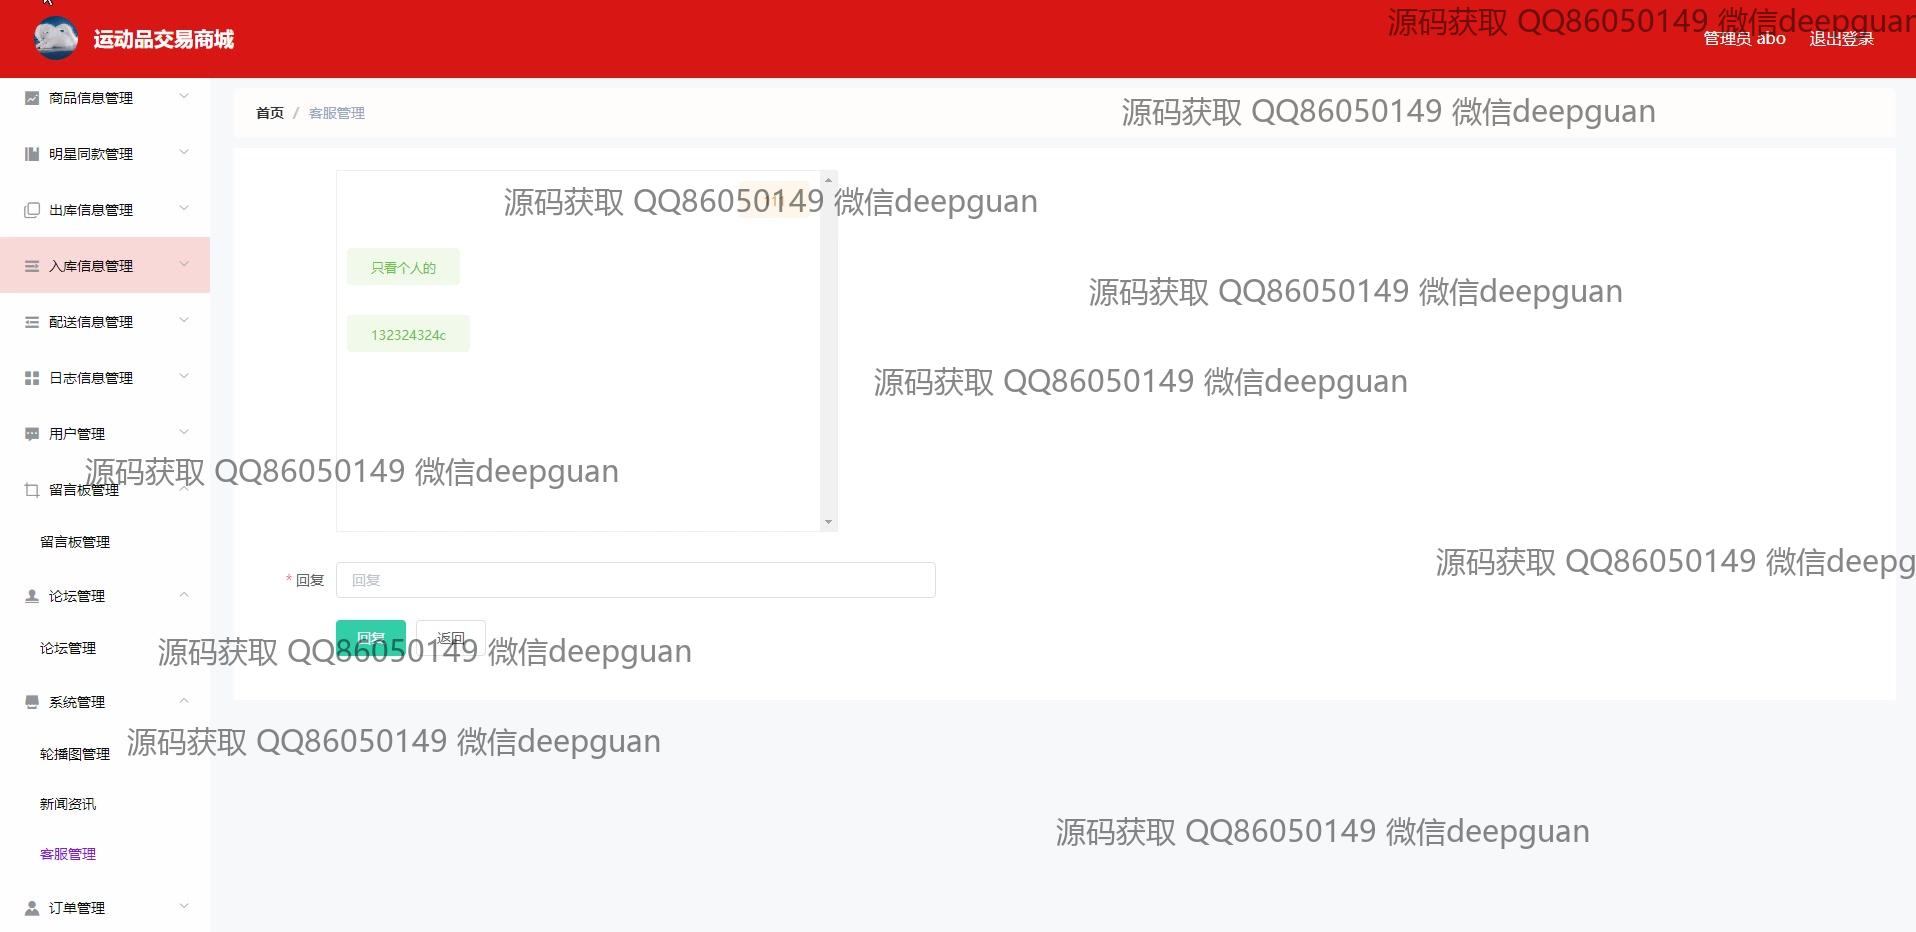 源码获取 QQ86050149 微信deepguan
运动品交易商城
管理员 abo
退出登录
商品信息管理
明星同款管理
出库信息管理
入库信息管理
配送信息管理
日志信息管理
用户管理
留言板管理
留言板管理
论坛管理
论坛管理
系统管理
轮播图管理
新闻资讯
客服管理
订单管理
首页 / 客服管理
源码获取 QQ86050149 微信deepguan
源码获取 QQ86050149 微信deepguan
只看个人的
源码获取 QQ86050149 微信deepguan
132324324c
源码获取 QQ86050149 微信deepguan
源码获取 QQ86050149 微信deepguan
源码获取 QQ86050149 微信deepg
* 回复
回复
回复
返回
源码获取 QQ86050149 微信deepguan
源码获取 QQ86050149 微信deepguan
源码获取 QQ86050149 微信deepguan